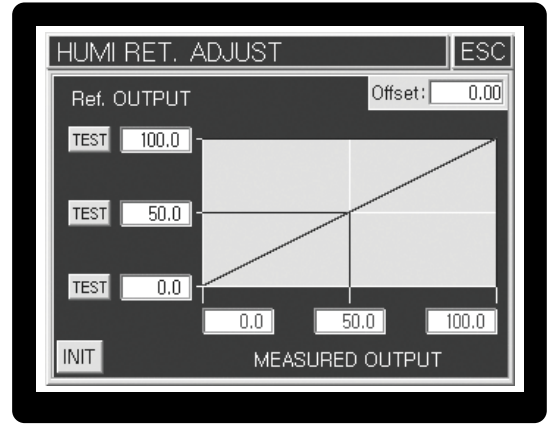 HUMI RET. ADJUST ESC
Ref. OUTPUT Offset: 0.00
TEST 100.0
TEST 50.0
TEST 0.0
0.0 50.0 100.0
INIT MEASURED OUTPUT